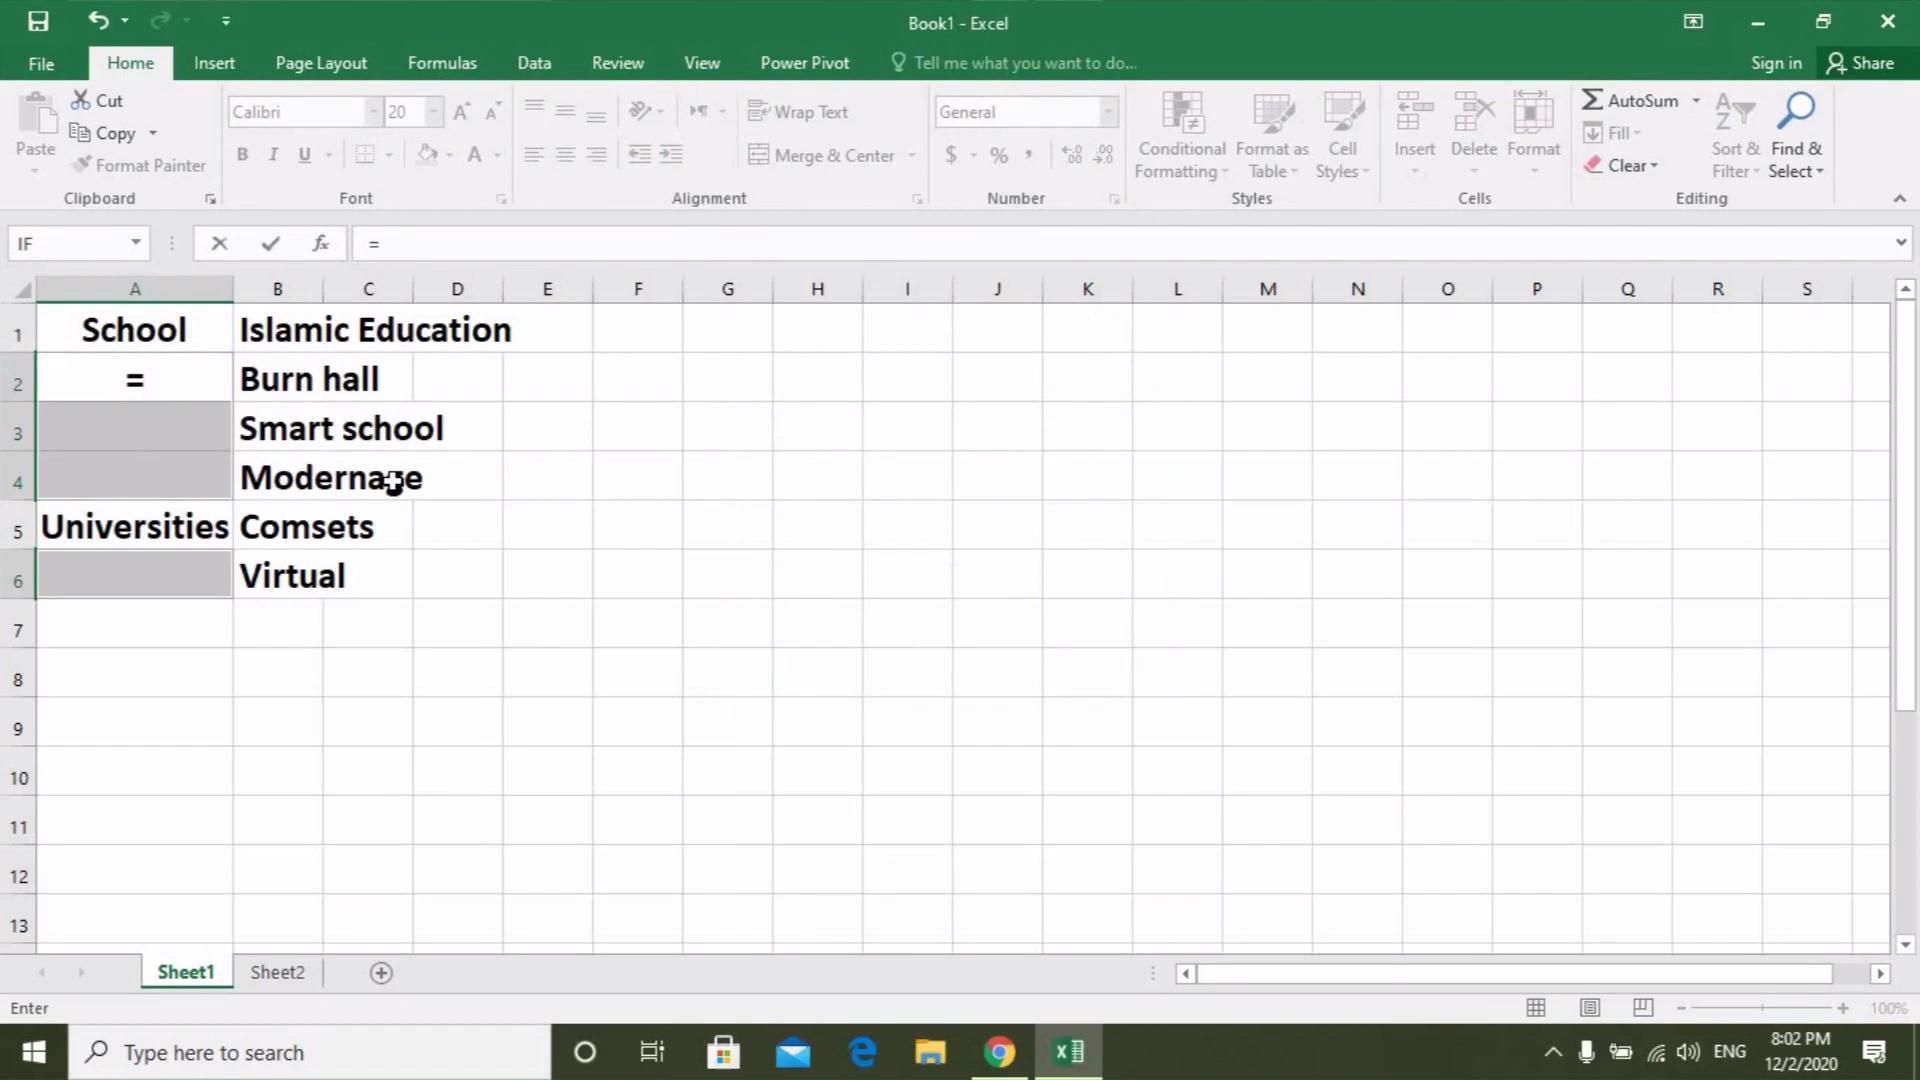 Book1 - Excel
File Home Insert Page Layout Formulas Data Review View Power Pivot Tell me what you want to do... Sign in Share
Paste
Cut
Copy
Format Painter
Clipboard
Calibri 20
B I U
Font
Wrap Text
Merge & Center
Alignment
General
$ % ,
Number
Conditional Formatting
Format as Table
Cell Styles
Styles
Insert
Delete
Format
Cells
AutoSum
Fill
Clear
Sort & Filter
Find & Select
Editing
IF fx =
A B C D E F G H I J K L M N O P Q R S
1 School Islamic Education
2 = Burn hall
3 Smart school
4
5 Universities Comsets
6 Virtual
7
8
9
10
11
12
13
Sheet1 Sheet2
Enter 100%
Type here to search
ENG
8:02 PM
12/2/2020